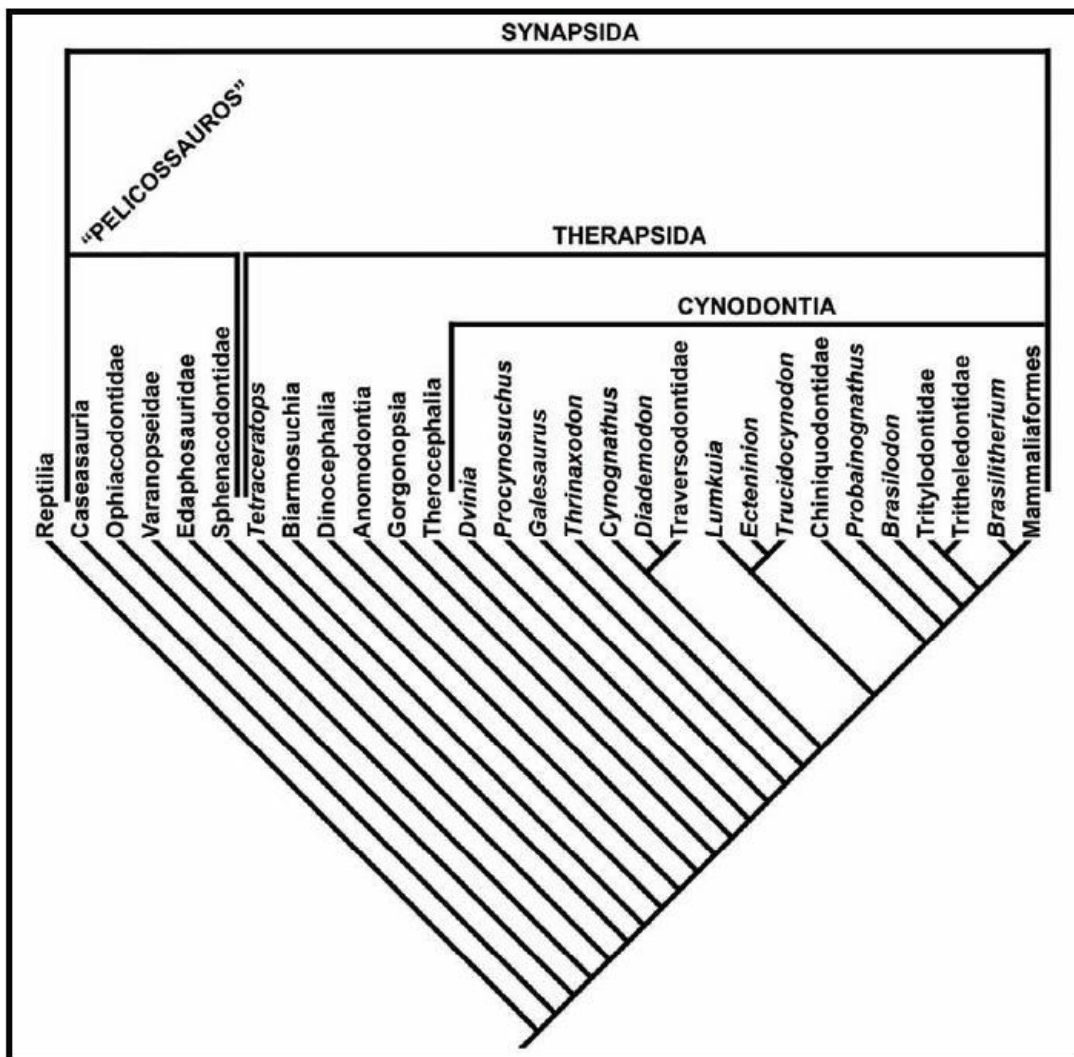 SYNAPSIDA
“PELICOSSAUROS”
THERAPSIDA
CYNODONTIA
Reptilia
Caseasauria
Ophiacodontidae
Varanopseidae
Edaphosauridae
Sphenacodontidae
Tetraceratops
Biarmosuchia
Dinocephalia
Anomodontia
Gorgonopsia
Therocephalia
Dvinia
Procynosuchus
Galesaurus
Thrinaxodon
Cynognathus
Diademodon
Traversodontidae
Lumkuia
Ecteninion
Trucidocynodon
Chiniquodontidae
Probainognathus
Brasilodon
Tritylodontidae
Tritheledontidae
Brasilitherium
Mammaliaformes